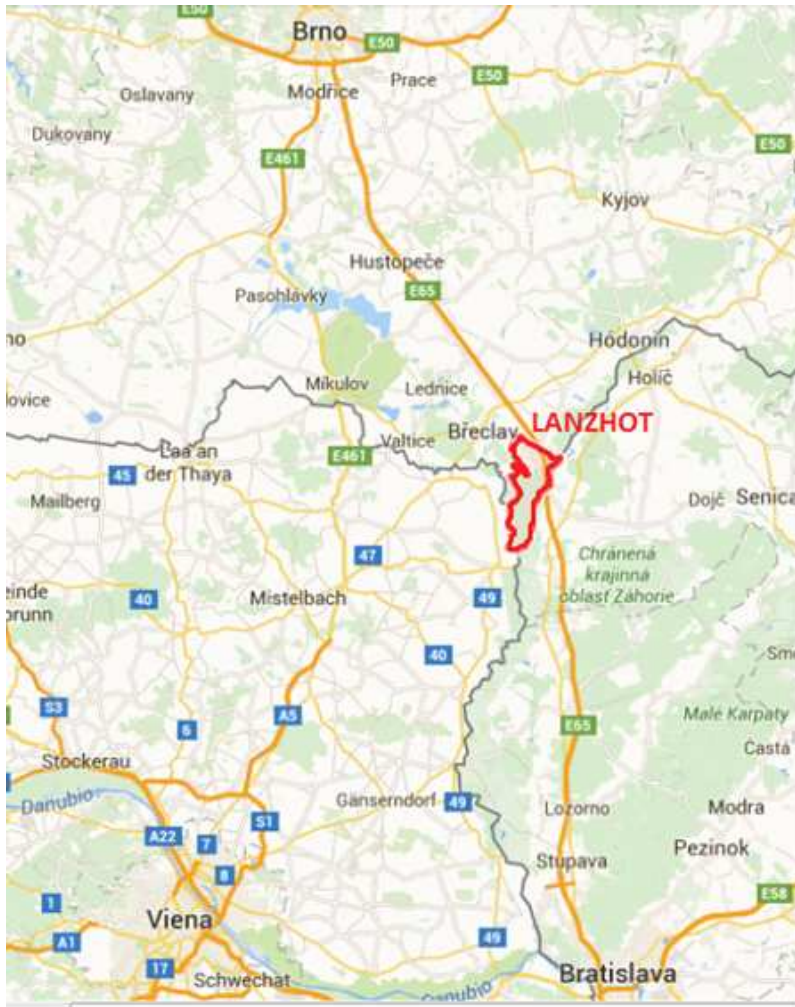 E50
Brno
E50
Prace
E50
Modřice
Oslavany
Dukovany
E461
E50
Kyjov
Hustopeče
E65
Pasohlávky
Hodonín
Holíč
Mikulov
Lednice
LANZHOT
Břeclav
Valtice
E461
Laa an
der Thaya
45
Mailberg
Dojč
Senica
47
Chránená
krajinná
oblasť Záhorie
40
Mistelbach
49
40
S3
A5
6
Malé Karpaty
E65
Častá
Stockerau
Danubio
Gänserndorf
49
Lozorno
Modra
S1
A22
7
8
Stupava
Pezinok
1
E58
Viena
A1
49
17
Schwechat
Bratislava
Danubio